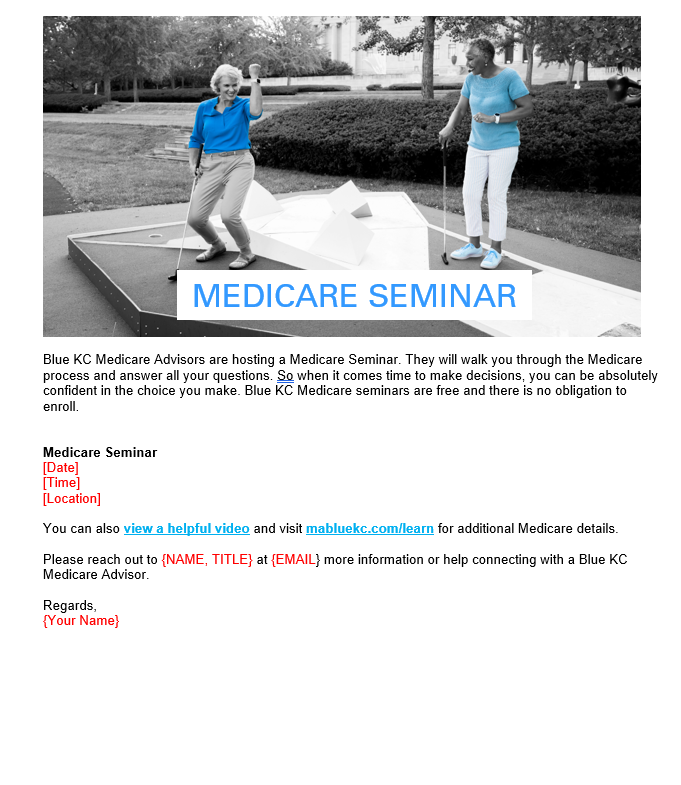 MEDICARE SEMINAR
Blue KC Medicare Advisors are hosting a Medicare Seminar. They will walk you through the Medicare
process and answer all your questions. So when it comes time to make decisions, you can be absolutely
confident in the choice you make. Blue KC Medicare seminars are free and there is no obligation to
enroll.
Medicare Seminar
[Date]
[Time]
[Location]
You can also view a helpful video and visit mabluekc.com/learn for additional Medicare details.
Please reach out to {NAME, TITLE} at {EMAIL} more information or help connecting with a Blue KC
Medicare Advisor.
Regards,
{Your Name}